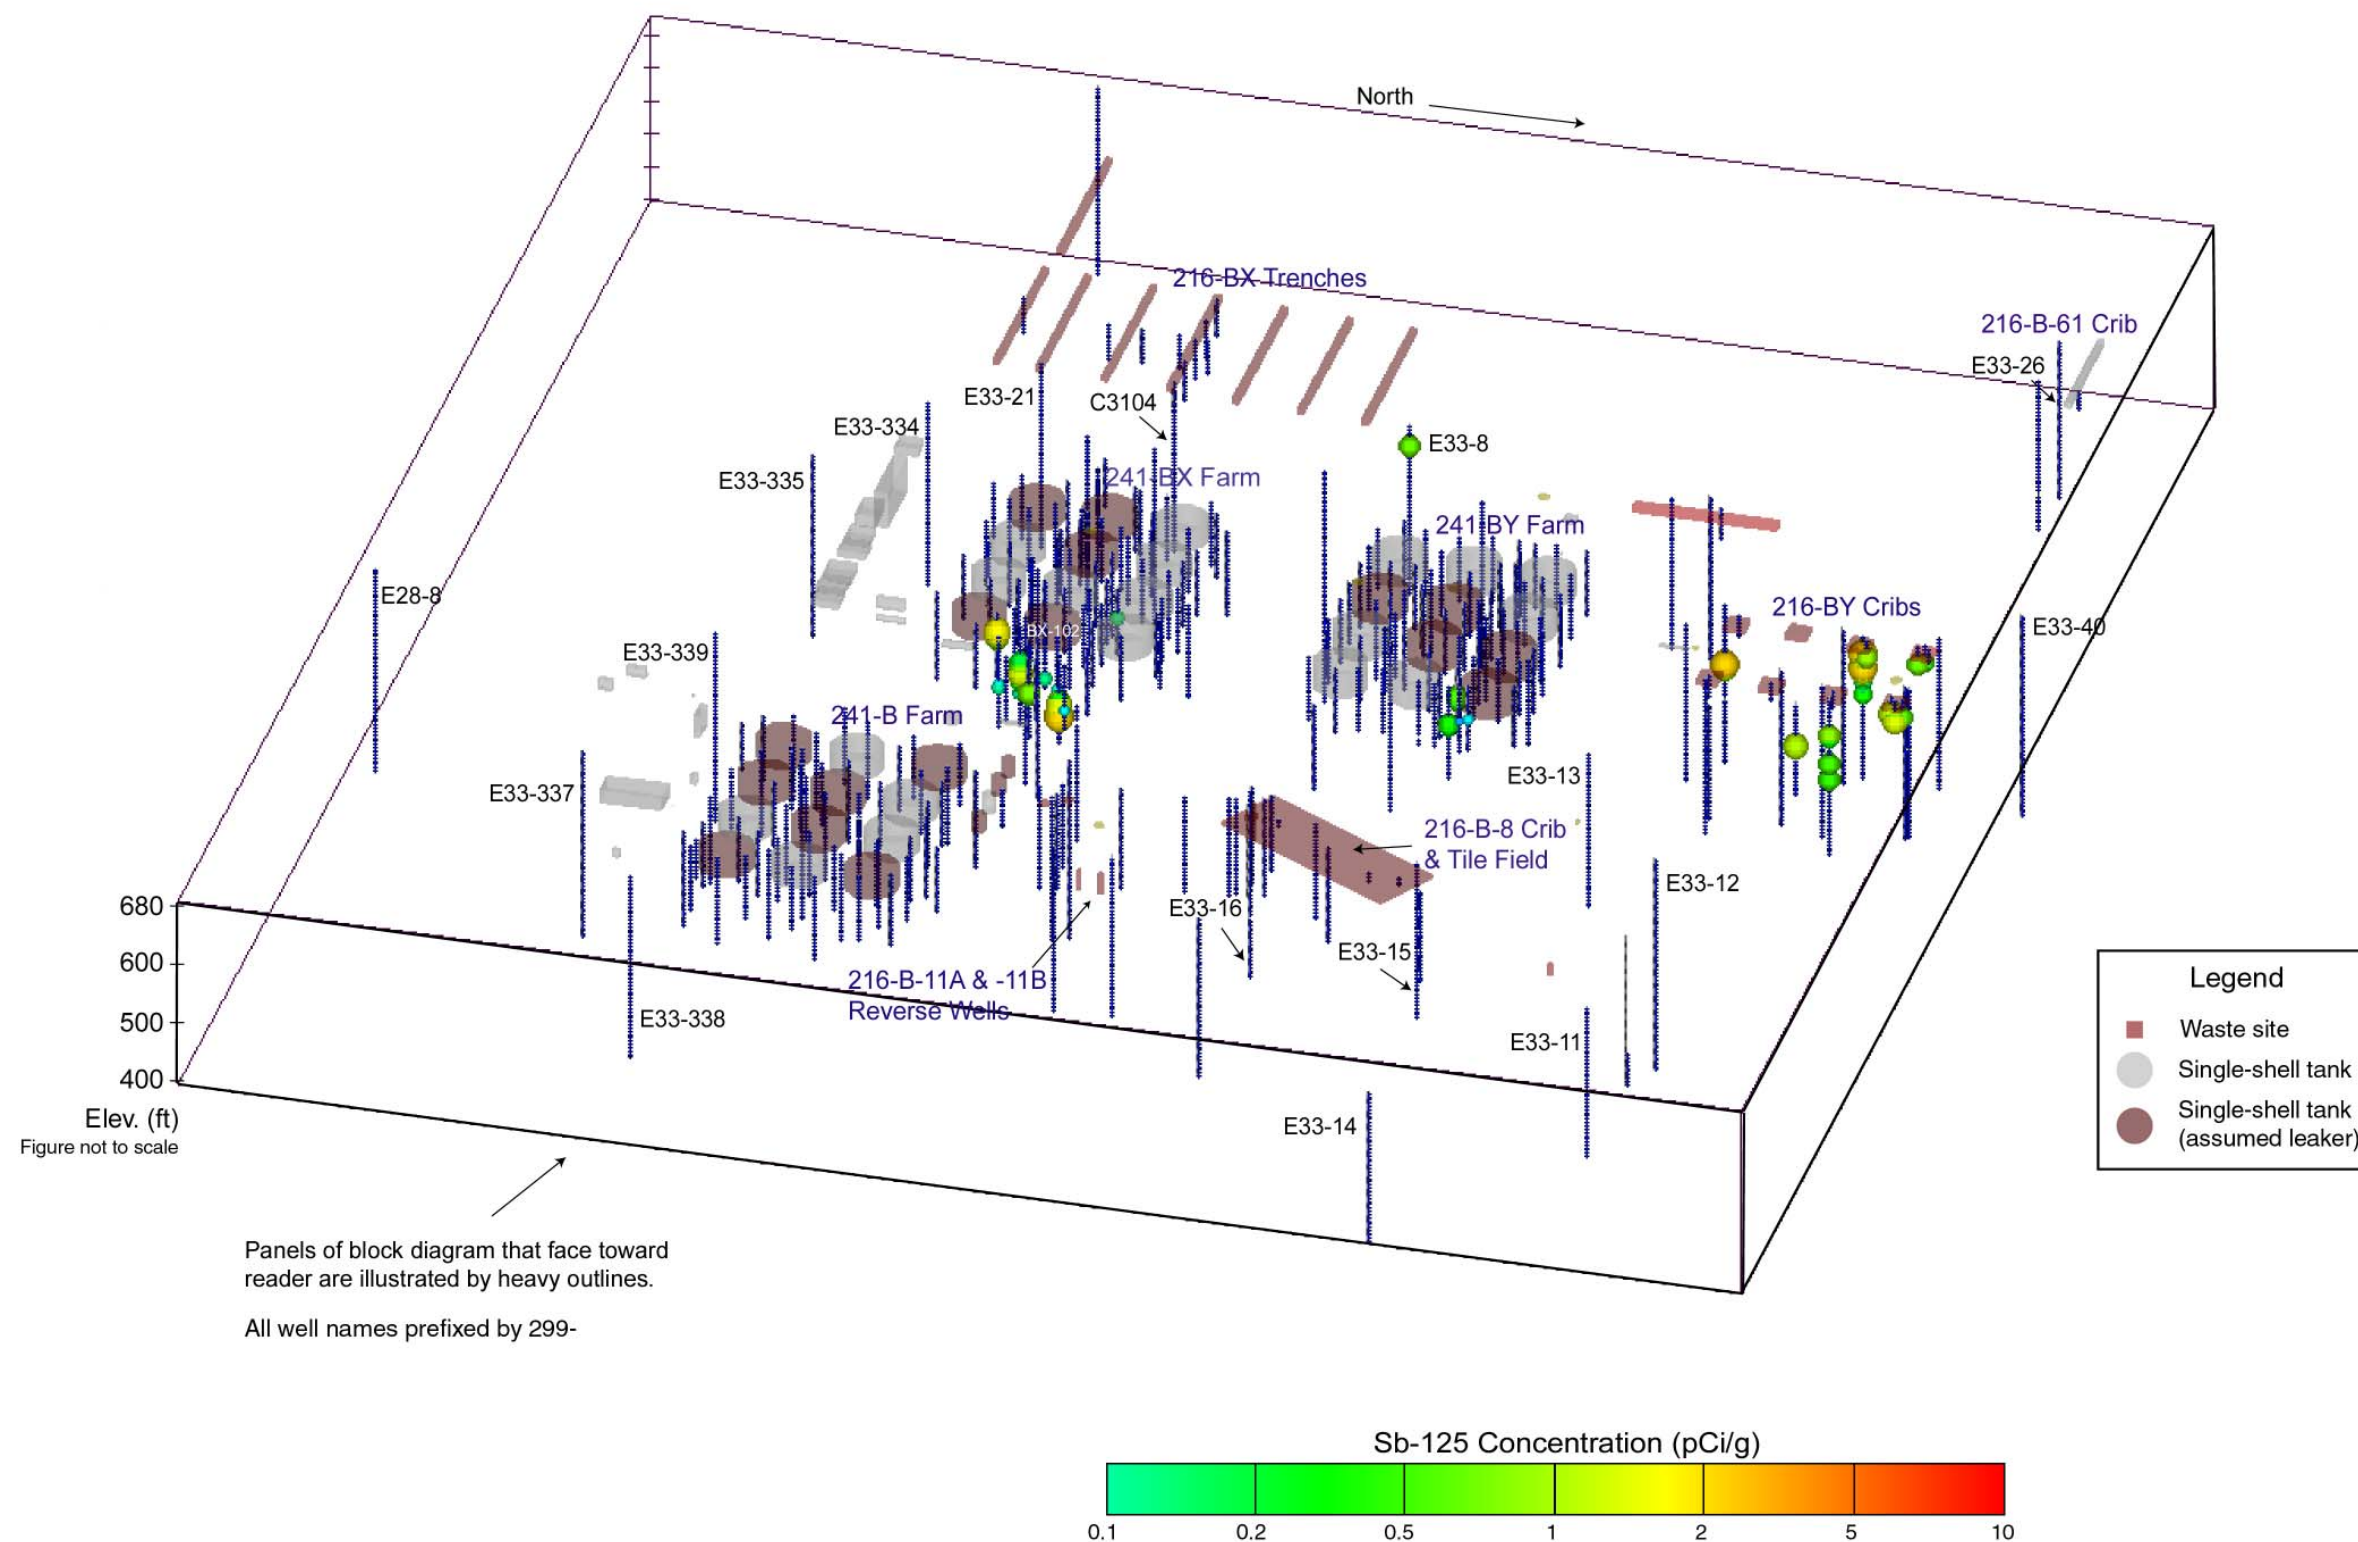 North
216-BX Trenches
216-B-61 Crib
E33-26
E33-21
C3104
E33-334
E33-8
E33-335
241-BX Farm
241-BY Farm
E28-8
216-BY Cribs
E33-40
BX-102
E33-339
241-B Farm
E33-13
E33-337
216-B-8 Crib
& Tile Field
E33-12
680
E33-16
E33-15
600
216-B-11A & -11B
Reverse Wells
500
E33-338
E33-11
400
Elev. (ft)
Figure not to scale
E33-14
Legend
Waste site
Single-shell tank
Single-shell tank
(assumed leaker)
Panels of block diagram that face toward
reader are illustrated by heavy outlines.
All well names prefixed by 299-
Sb-125 Concentration (pCi/g)
0.1 0.2 0.5 1 2 5 10